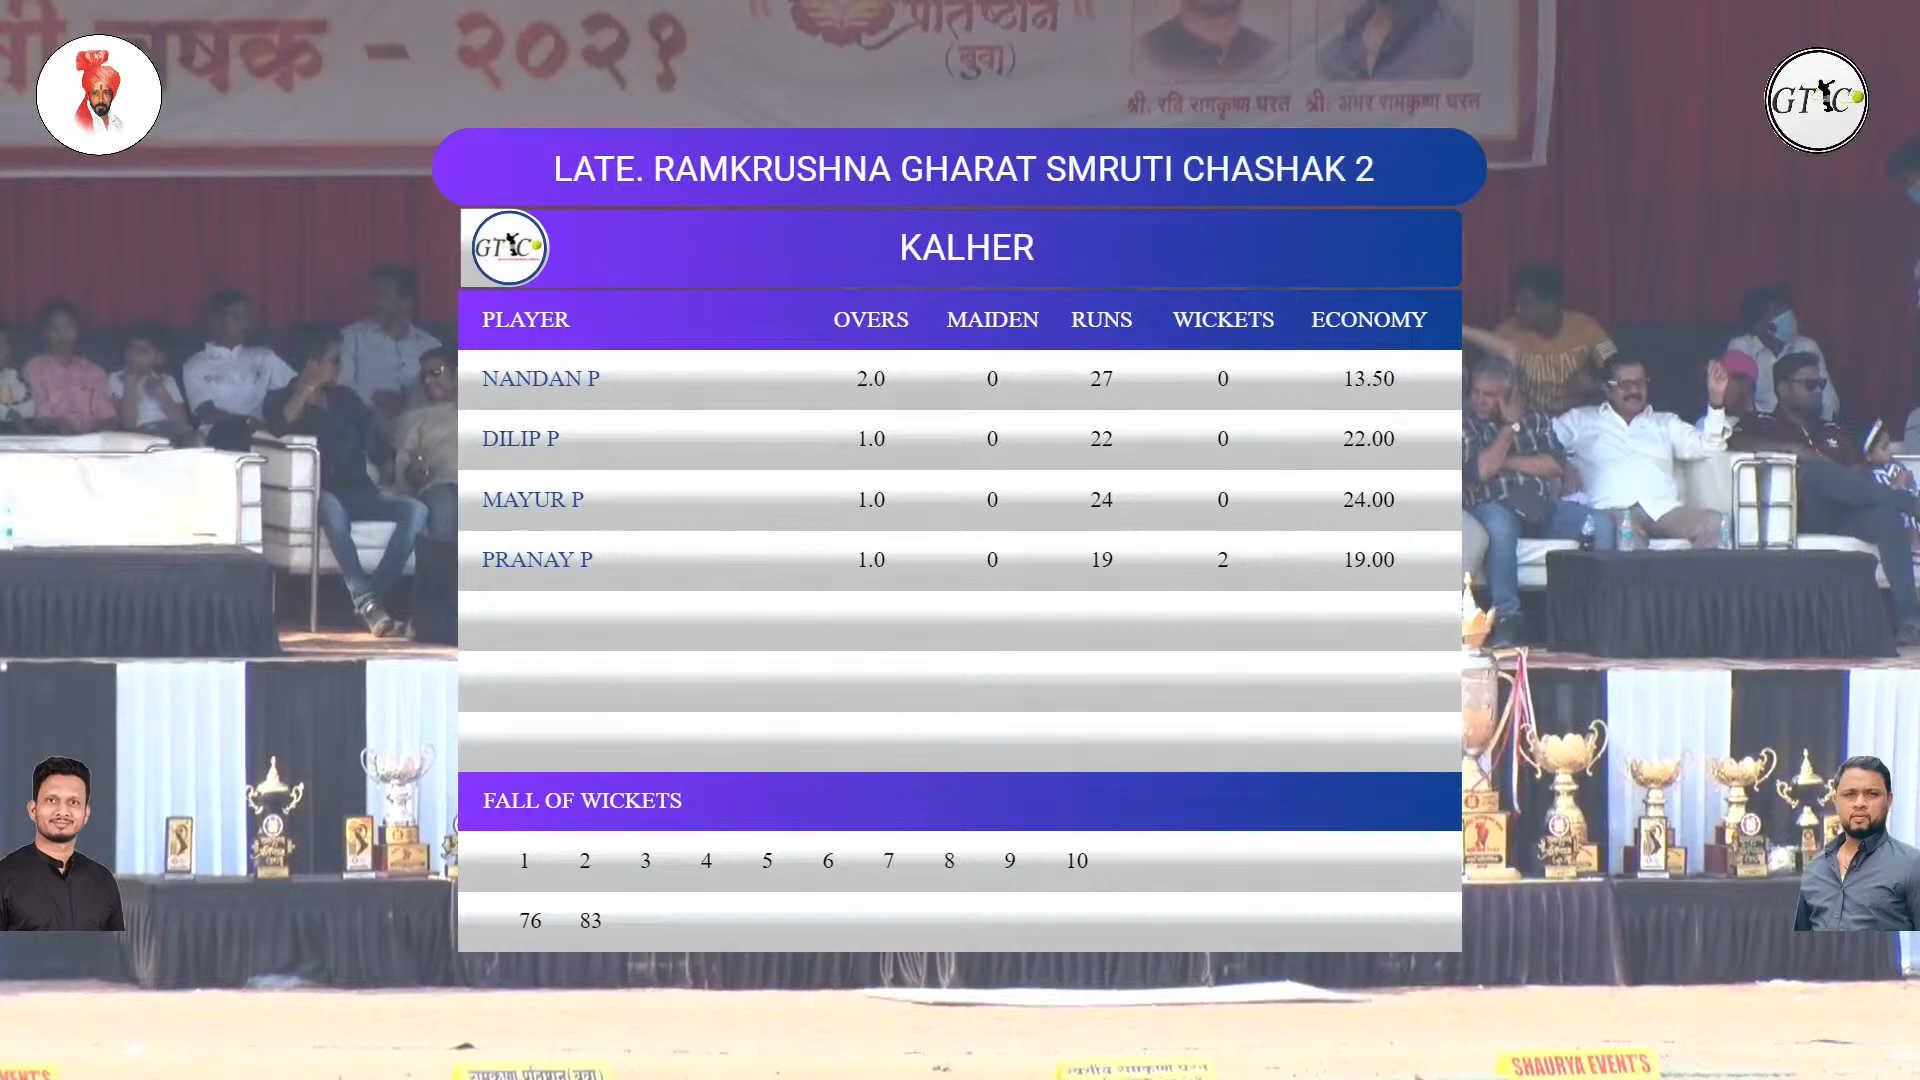 चषक - २०२१
प्रतिष्ठान
(बुवा)
श्री. रवि रामकृष्ण घरत श्री. अमर रामकृष्ण घरत
GTC
LATE. RAMKRUSHNA GHARAT SMRUTI CHASHAK 2
GTC
KALHER
PLAYER OVERS MAIDEN RUNS WICKETS ECONOMY
NANDAN P 2.0 0 27 0 13.50
DILIP P 1.0 0 22 0 22.00
MAYUR P 1.0 0 24 0 24.00
PRANAY P 1.0 0 19 2 19.00
FALL OF WICKETS
1 2 3 4 5 6 7 8 9 10
76 83
SHAURYA EVENT'S